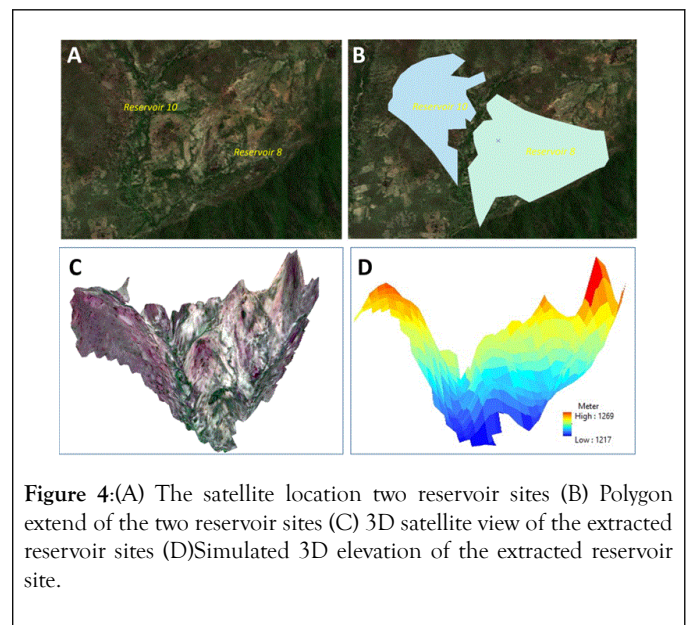 A
Reservoir 10
Reservoir 8
B
Reservoir 10
Reservoir 8
C
D
Meter
High : 1269
Low : 1217
Figure 4:(A) The satellite location two reservoir sites (B) Polygon
extend of the two reservoir sites (C) 3D satellite view of the extracted
reservoir sites (D)Simulated 3D elevation of the extracted reservoir
site.